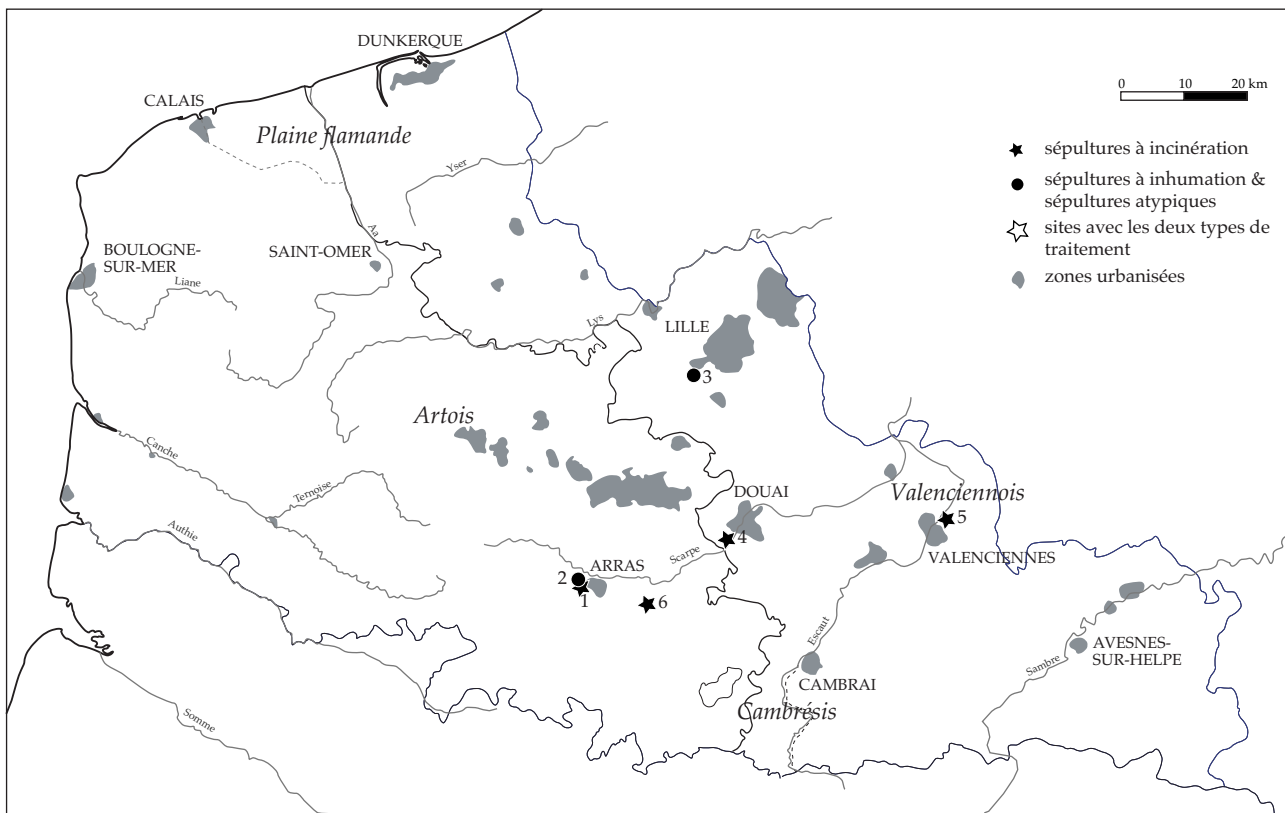 DUNKERQUE
CALAIS
Plaine flamande
0 10 20 km
sépultures à incinération
sépultures à inhumation &
sépultures atypiques
sites avec les deux types de
traitement
zones urbanisées
Yser
Aa
BOULOGNE-
SUR-MER
SAINT-OMER
Liane
Lys
LILLE
3
Artois
Canche
Ternoise
DOUAI
Valenciennois
5
Authie
4
Scarpe
VALENCIENNES
ARRAS
2
1
6
Escaut
AVESNES-
SUR-HELPE
Sambre
CAMBRAI
Cambrésis
Somme